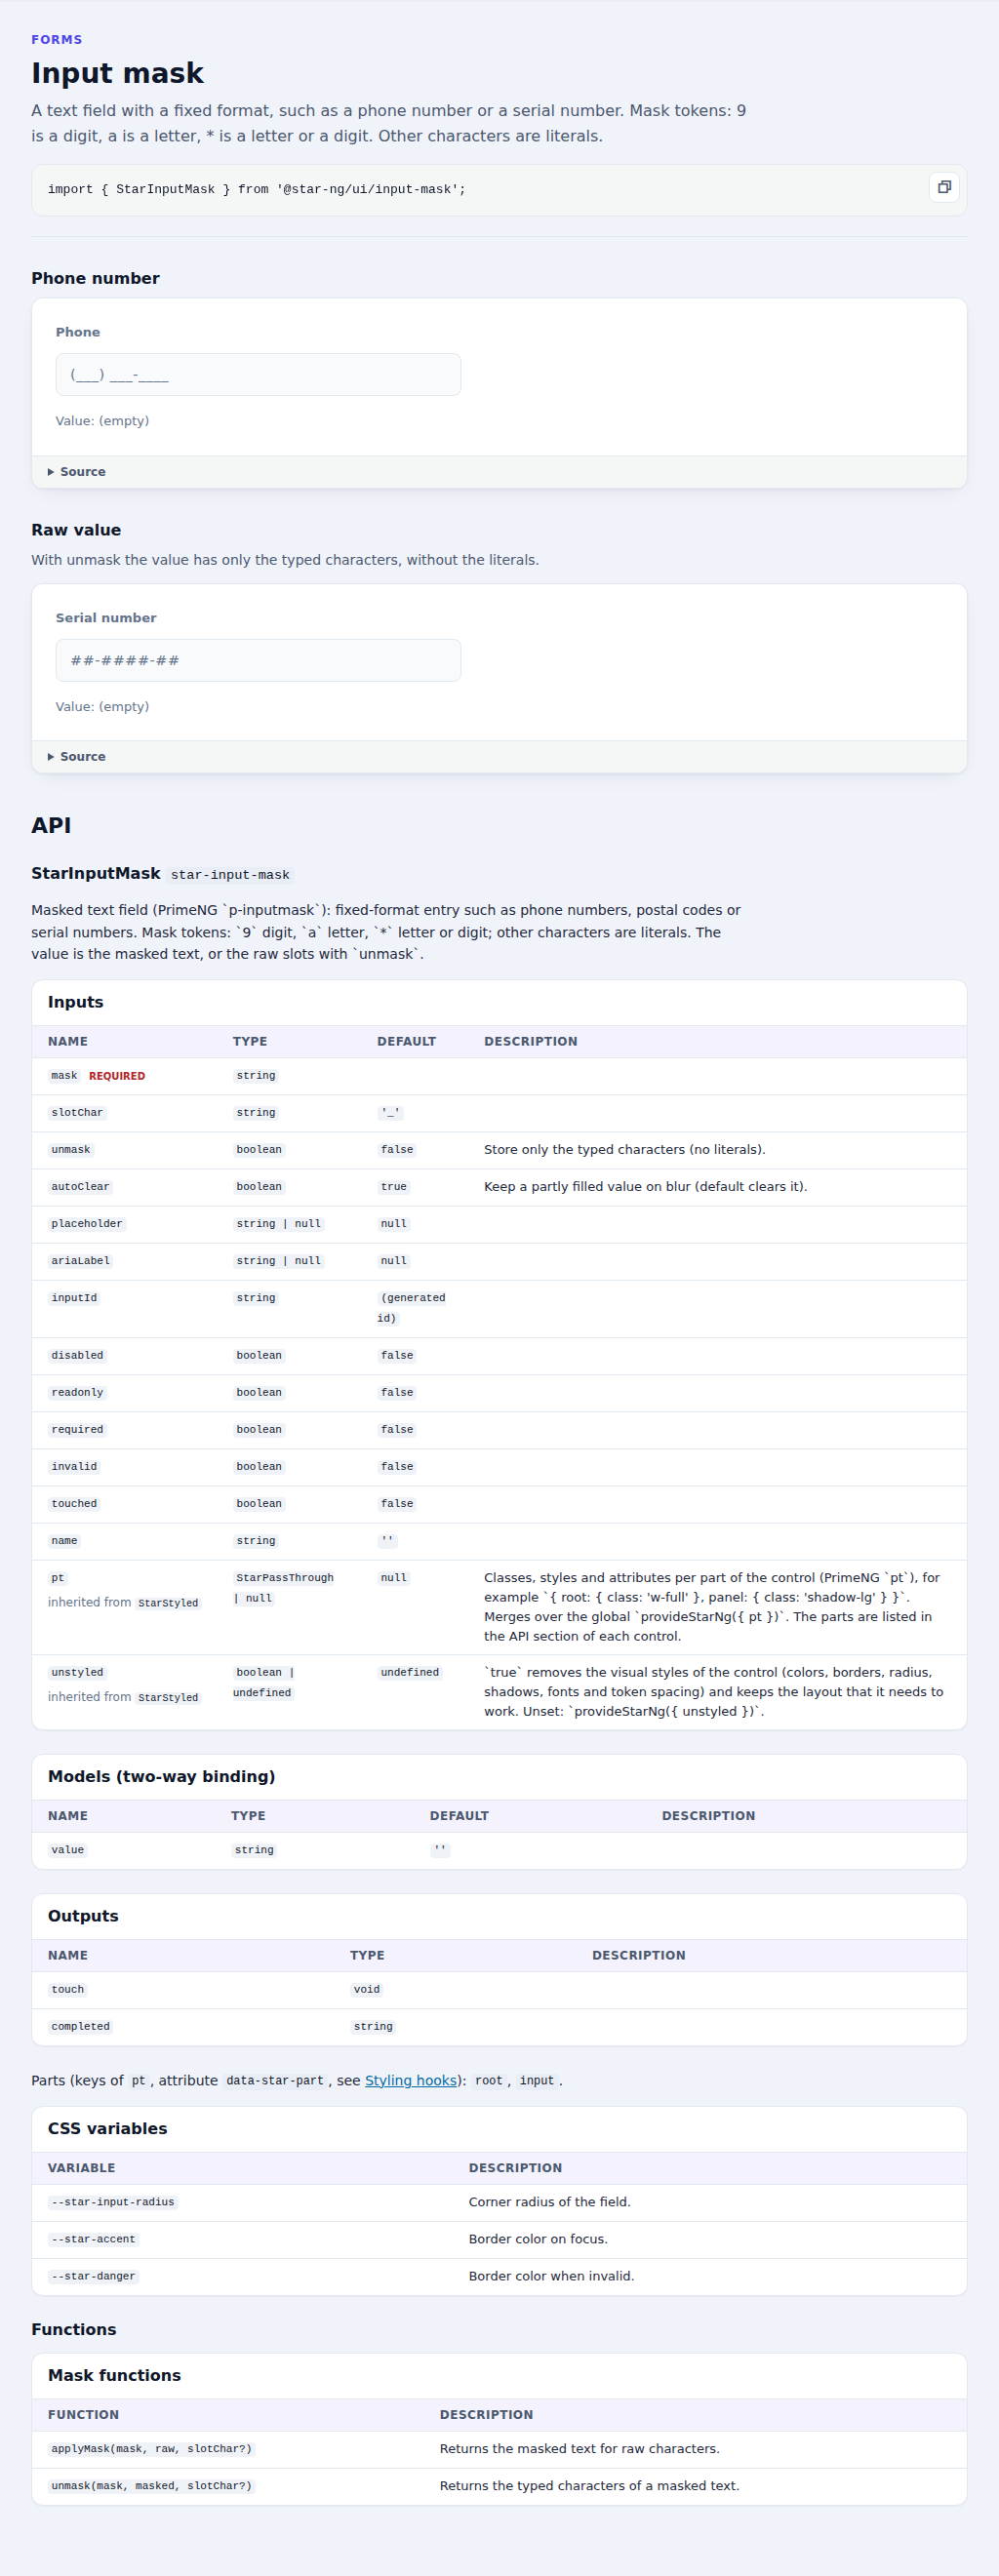 FORMS
Input mask
A text field with a fixed format, such as a phone number or a serial number. Mask tokens: 9
is a digit, a is a letter, * is a letter or a digit. Other characters are literals.
import { StarInputMask } from '@star-ng/ui/input-mask';
Phone number
Phone
(___) ___-____
Value: (empty)
Source
Raw value
With unmask the value has only the typed characters, without the literals.
Serial number
##-####-##
Value: (empty)
Source
API
StarInputMask star-input-mask
Masked text field (PrimeNG `p-inputmask`): fixed-format entry such as phone numbers, postal codes or
serial numbers. Mask tokens: `9` digit, `a` letter, `*` letter or digit; other characters are literals. The
value is the masked text, or the raw slots with `unmask`.
Inputs
NAME TYPE DEFAULT DESCRIPTION
mask REQUIRED string
slotChar string '_'
unmask boolean false Store only the typed characters (no literals).
autoClear boolean true Keep a partly filled value on blur (default clears it).
placeholder string | null null
ariaLabel string | null null
inputId string (generated
id)
disabled boolean false
readonly boolean false
required boolean false
invalid boolean false
touched boolean false
name string ''
pt StarPassThrough null Classes, styles and attributes per part of the control (PrimeNG `pt`), for
inherited from StarStyled | null example `{ root: { class: 'w-full' }, panel: { class: 'shadow-lg' } }`.
Merges over the global `provideStarNg({ pt })`. The parts are listed in
the API section of each control.
unstyled boolean | undefined `true` removes the visual styles of the control (colors, borders, radius,
inherited from StarStyled undefined shadows, fonts and token spacing) and keeps the layout that it needs to
work. Unset: `provideStarNg({ unstyled })`.
Models (two-way binding)
NAME TYPE DEFAULT DESCRIPTION
value string ''
Outputs
NAME TYPE DESCRIPTION
touch void
completed string
Parts (keys of pt, attribute data-star-part, see Styling hooks): root, input.
CSS variables
VARIABLE DESCRIPTION
--star-input-radius Corner radius of the field.
--star-accent Border color on focus.
--star-danger Border color when invalid.
Functions
Mask functions
FUNCTION DESCRIPTION
applyMask(mask, raw, slotChar?) Returns the masked text for raw characters.
unmask(mask, masked, slotChar?) Returns the typed characters of a masked text.